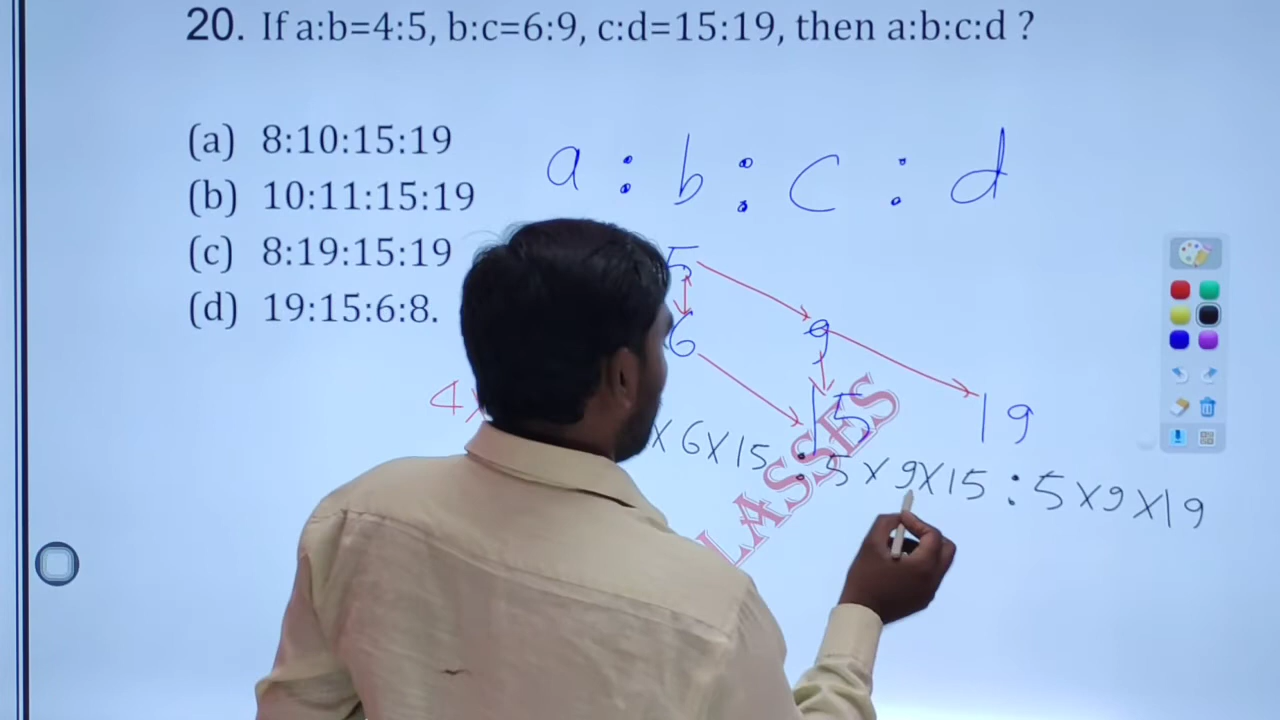 20. If a:b=4:5, b:c=6:9, c:d=15:19, then a:b:c:d ?
(a) 8:10:15:19
(b) 10:11:15:19
(c) 8:19:15:19
(d) 19:15:6:8.
a : b : c : d
5
6 9
15 19
4x
x 6 x 15 : 5 x 9 x 15 : 5 x 9 x 19
LASSES